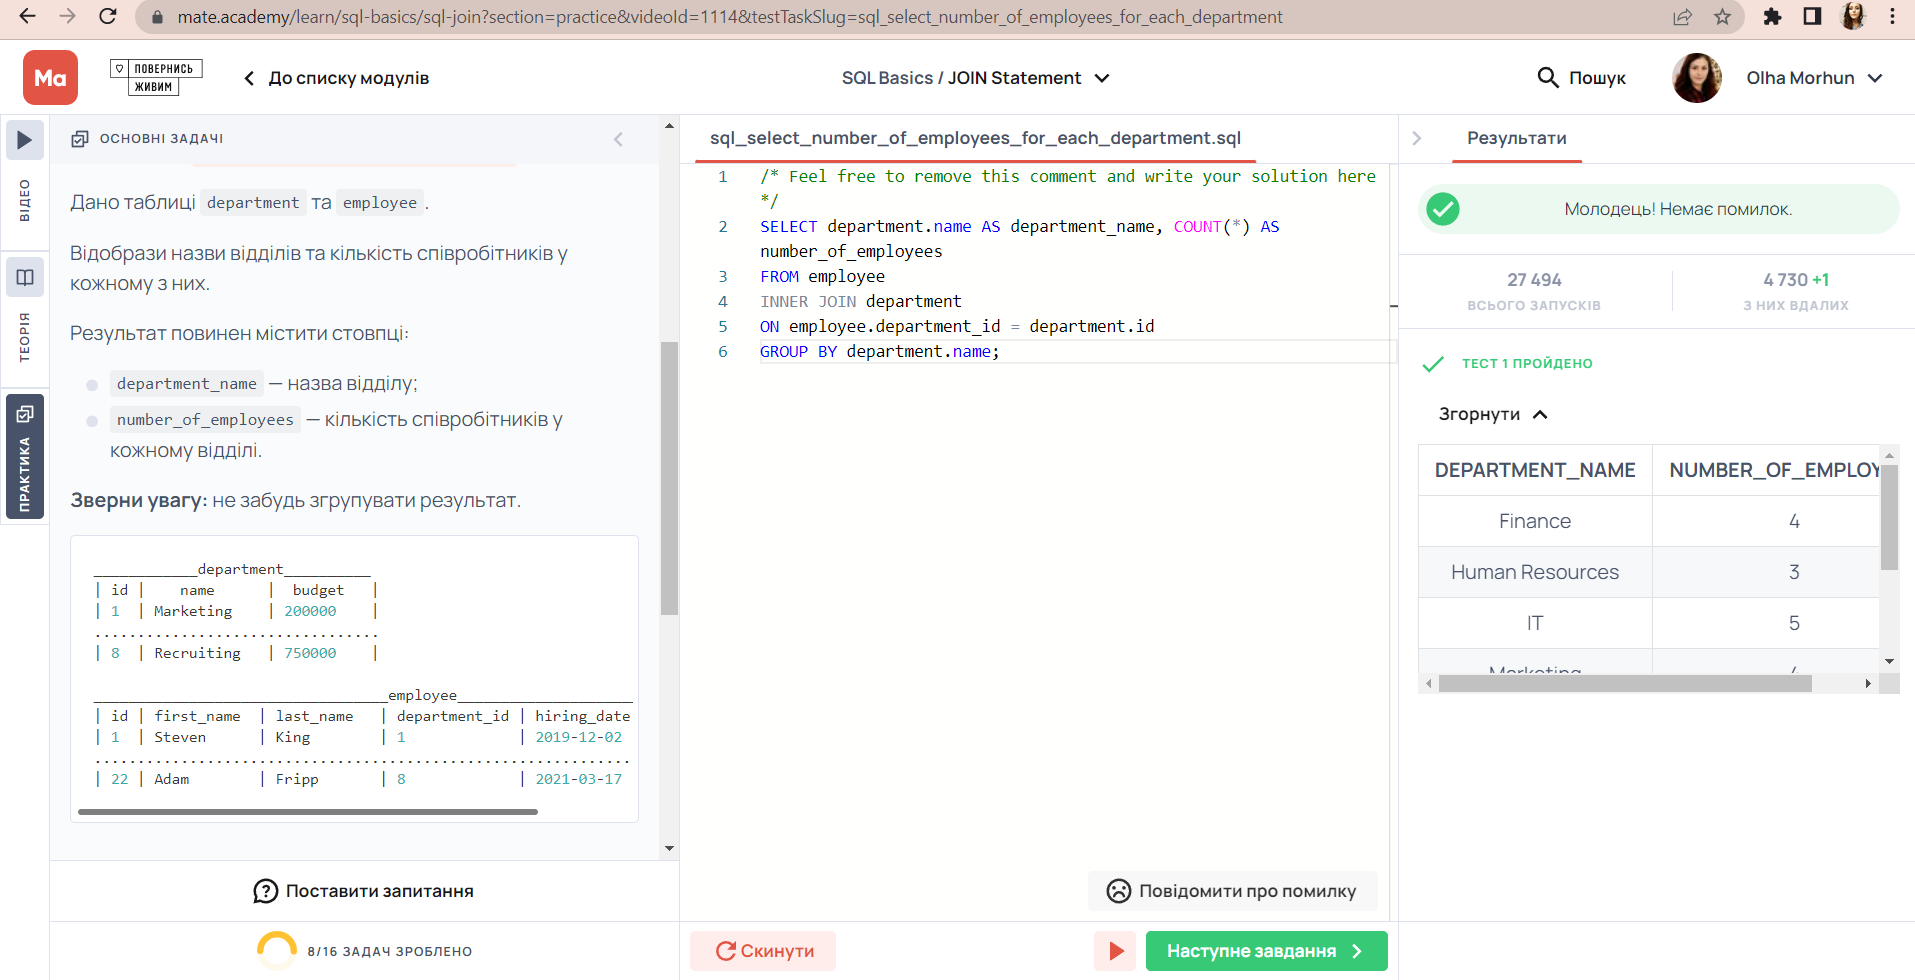 mate.academy/learn/sql-basics/sql-join?section=practice&videoId=1114&testTaskSlug=sql_select_number_of_employees_for_each_department
Ma
ПОВЕРНИСЬ
ЖИВИМ
До списку модулів
SQL Basics / JOIN Statement
Пошук
Olha Morhun
ВІДЕО
ТЕОРІЯ
ПРАКТИКА
ОСНОВНІ ЗАДАЧІ
Дано таблиці department та employee.
Відобрази назви відділів та кількість співробітників у
кожному з них.
Результат повинен містити стовпці:
department_name — назва відділу;
number_of_employees — кількість співробітників у
кожному відділі.
Зверни увагу: не забудь згрупувати результат.
____________department__________
| id |    name      |  budget   |
| 1  | Marketing    | 200000    |
.................................
| 8  | Recruiting   | 750000    |
__________________________________employee____________________
| id | first_name  | last_name   | department_id | hiring_date
| 1  | Steven      | King        | 1             | 2019-12-02
..............................................................
| 22 | Adam        | Fripp       | 8             | 2021-03-17
Поставити запитання
8/16 ЗАДАЧ ЗРОБЛЕНО
sql_select_number_of_employees_for_each_department.sql
1 /* Feel free to remove this comment and write your solution here
*/
2 SELECT department.name AS department_name, COUNT(*) AS
number_of_employees
3 FROM employee
4 INNER JOIN department
5 ON employee.department_id = department.id
6 GROUP BY department.name;
Повідомити про помилку
Скинути
Наступне завдання
Результати
Молодець! Немає помилок.
27 494
ВСЬОГО ЗАПУСКІВ
4 730 +1
З НИХ ВДАЛИХ
ТЕСТ 1 ПРОЙДЕНО
Згорнути
DEPARTMENT_NAME NUMBER_OF_EMPLOY
Finance 4
Human Resources 3
IT 5
Marketing 4